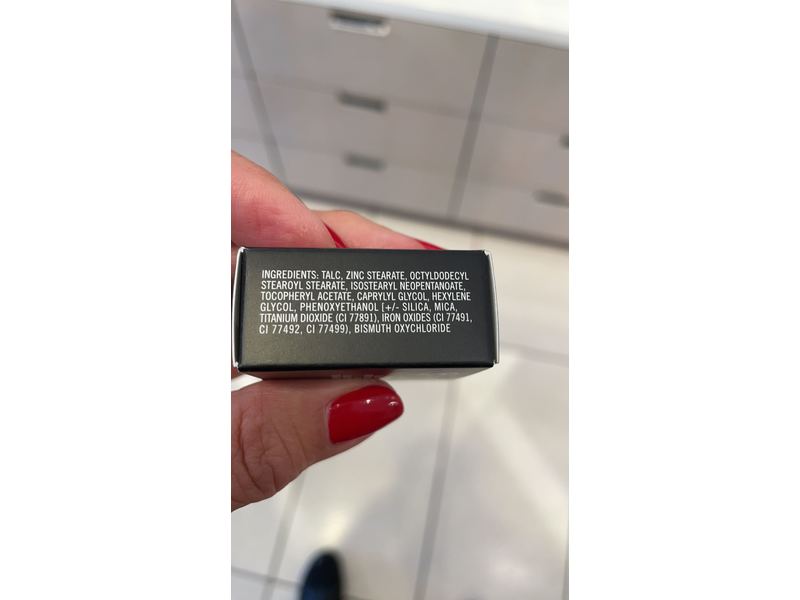 INGREDIENTS: TALC, ZINC STEARATE, OCTYLDODECYL
STEAROYL STEARATE, ISOSTEARYL NEOPENTANOATE,
TOCOPHERYL ACETATE, CAPRYLYL GLYCOL, HEXYLENE
GLYCOL, PHENOXYETHANOL [+/- SILICA, MICA,
TITANIUM DIOXIDE (CI 77891), IRON OXIDES (CI 77491,
CI 77492, CI 77499), BISMUTH OXYCHLORIDE